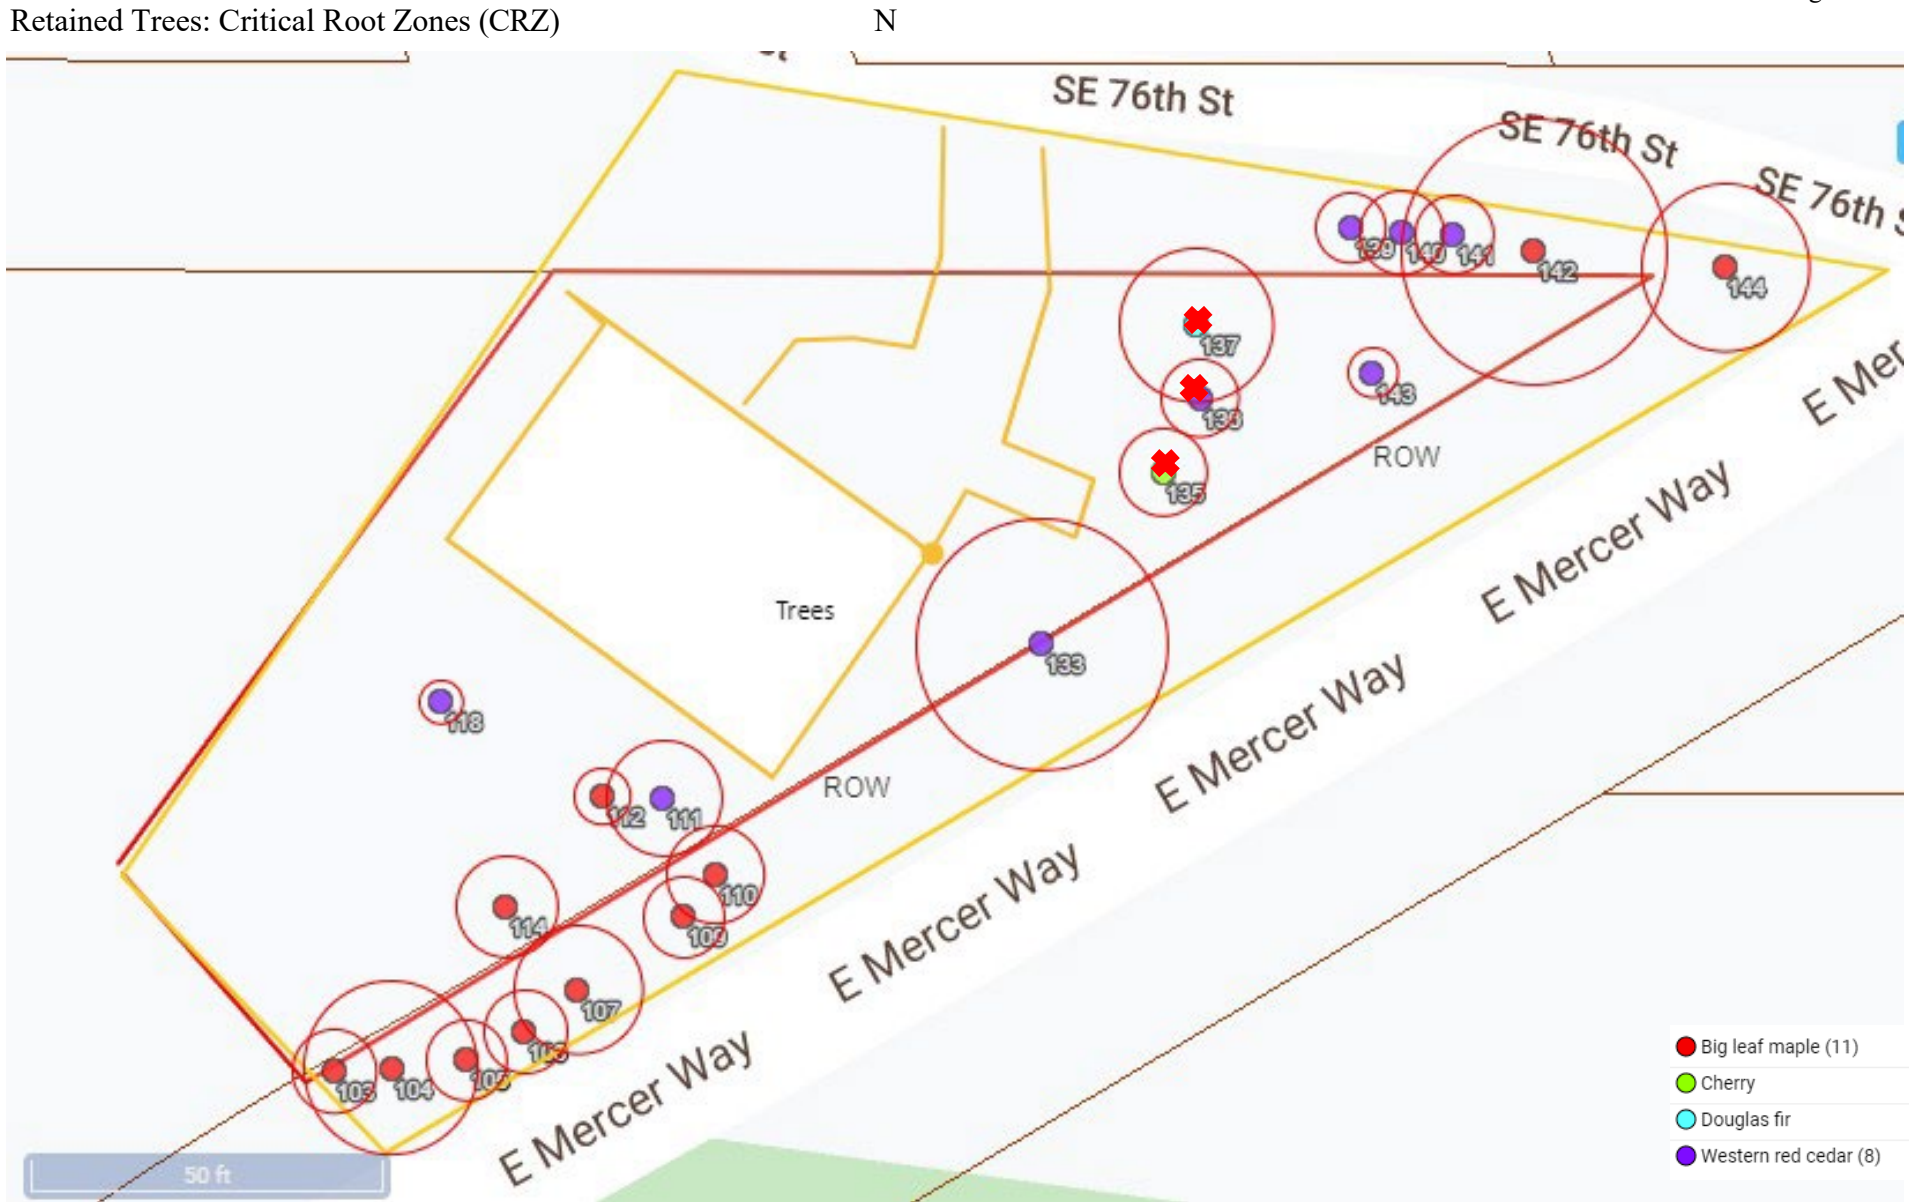 Retained Trees: Critical Root Zones (CRZ)
N
SE 76th St
SE 76th St
SE 76th S
139
140
141
142
144
137
143
E Mer
135
ROW
E Mercer Way
Trees
133
118
E Mercer Way
ROW
112
111
110
114
109
E Mercer Way
107
106
103
104
105
E Mercer Way
50 ft
Big leaf maple (11)
Cherry
Douglas fir
Western red cedar (8)